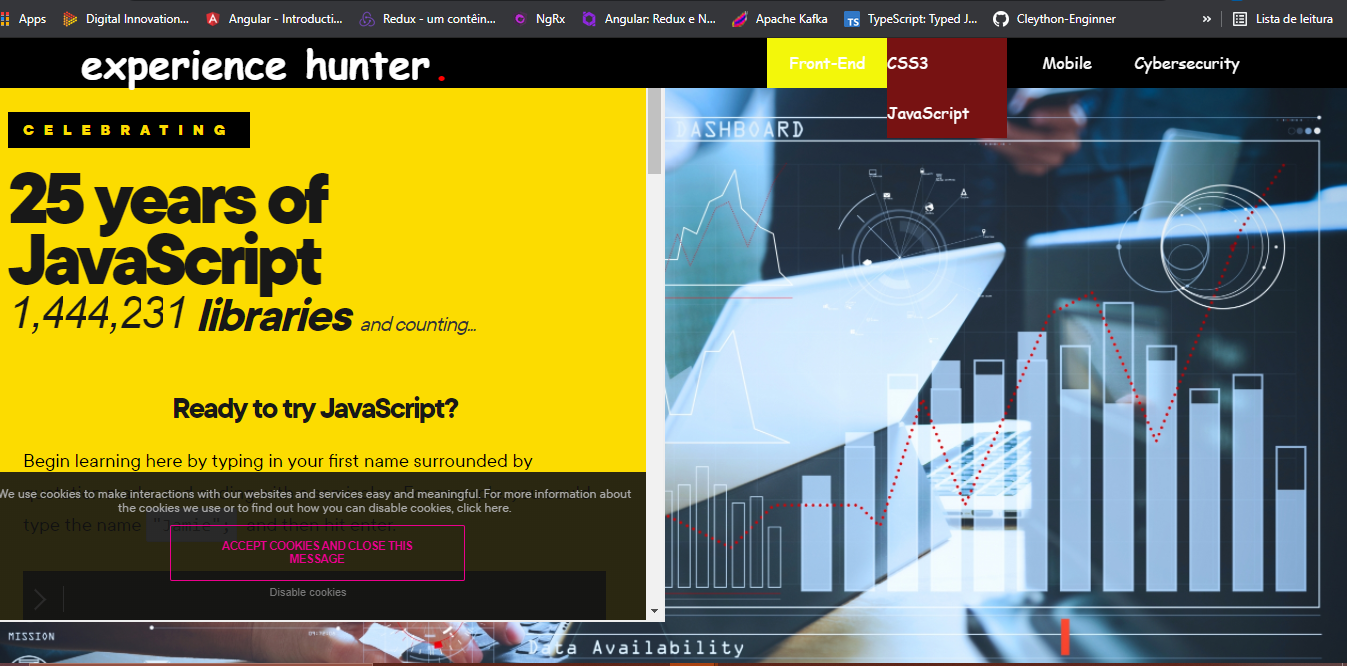 Apps
Digital Innovation...
Angular - Introducti...
Redux - um contêin...
NgRx
Angular: Redux e N...
Apache Kafka
TS
TypeScript: Typed J...
Cleython-Enginner
»
Lista de leitura
experience hunter.
Front-End
CSS3
Mobile
Cybersecurity
JavaScript
CELEBRATING
25 years of
JavaScript
1,444,231 libraries and counting...
Ready to try JavaScript?
Begin learning here by typing in your first name surrounded by
We use cookies to make interactions with our websites and services easy and meaningful. For more information about
the cookies we use or to find out how you can disable cookies, click here.
type the name "Jamie"; and then hit enter.
ACCEPT COOKIES AND CLOSE THIS
MESSAGE
Disable cookies
DASHBOARD
MISSION
Data Availability